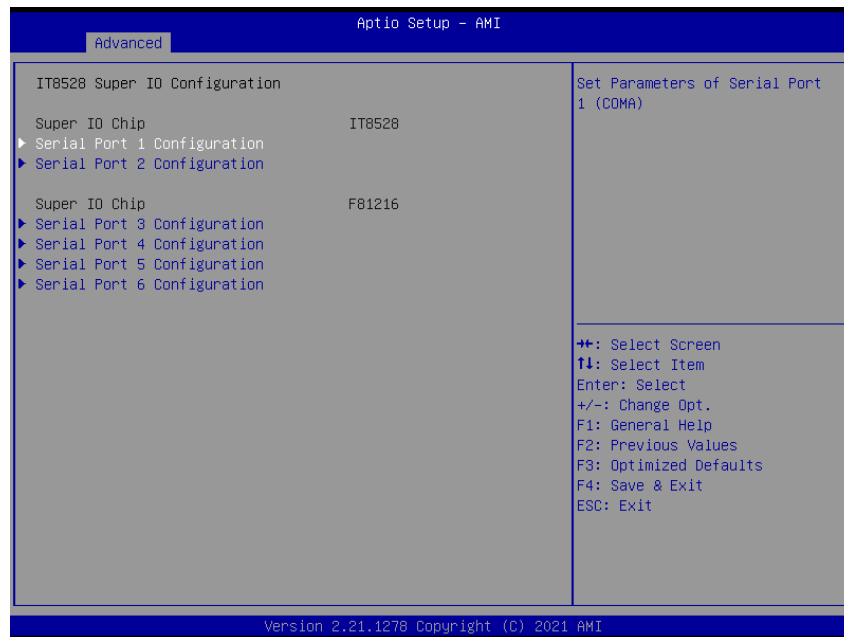 Aptio Setup – AMI
Advanced
IT8528 Super IO Configuration
Super IO Chip IT8528
Serial Port 1 Configuration
Serial Port 2 Configuration
Super IO Chip F81216
Serial Port 3 Configuration
Serial Port 4 Configuration
Serial Port 5 Configuration
Serial Port 6 Configuration
Set Parameters of Serial Port
1 (COMA)
→←: Select Screen
↑↓: Select Item
Enter: Select
+/-: Change Opt.
F1: General Help
F2: Previous Values
F3: Optimized Defaults
F4: Save & Exit
ESC: Exit
Version 2.21.1278 Copyright (C) 2021 AMI